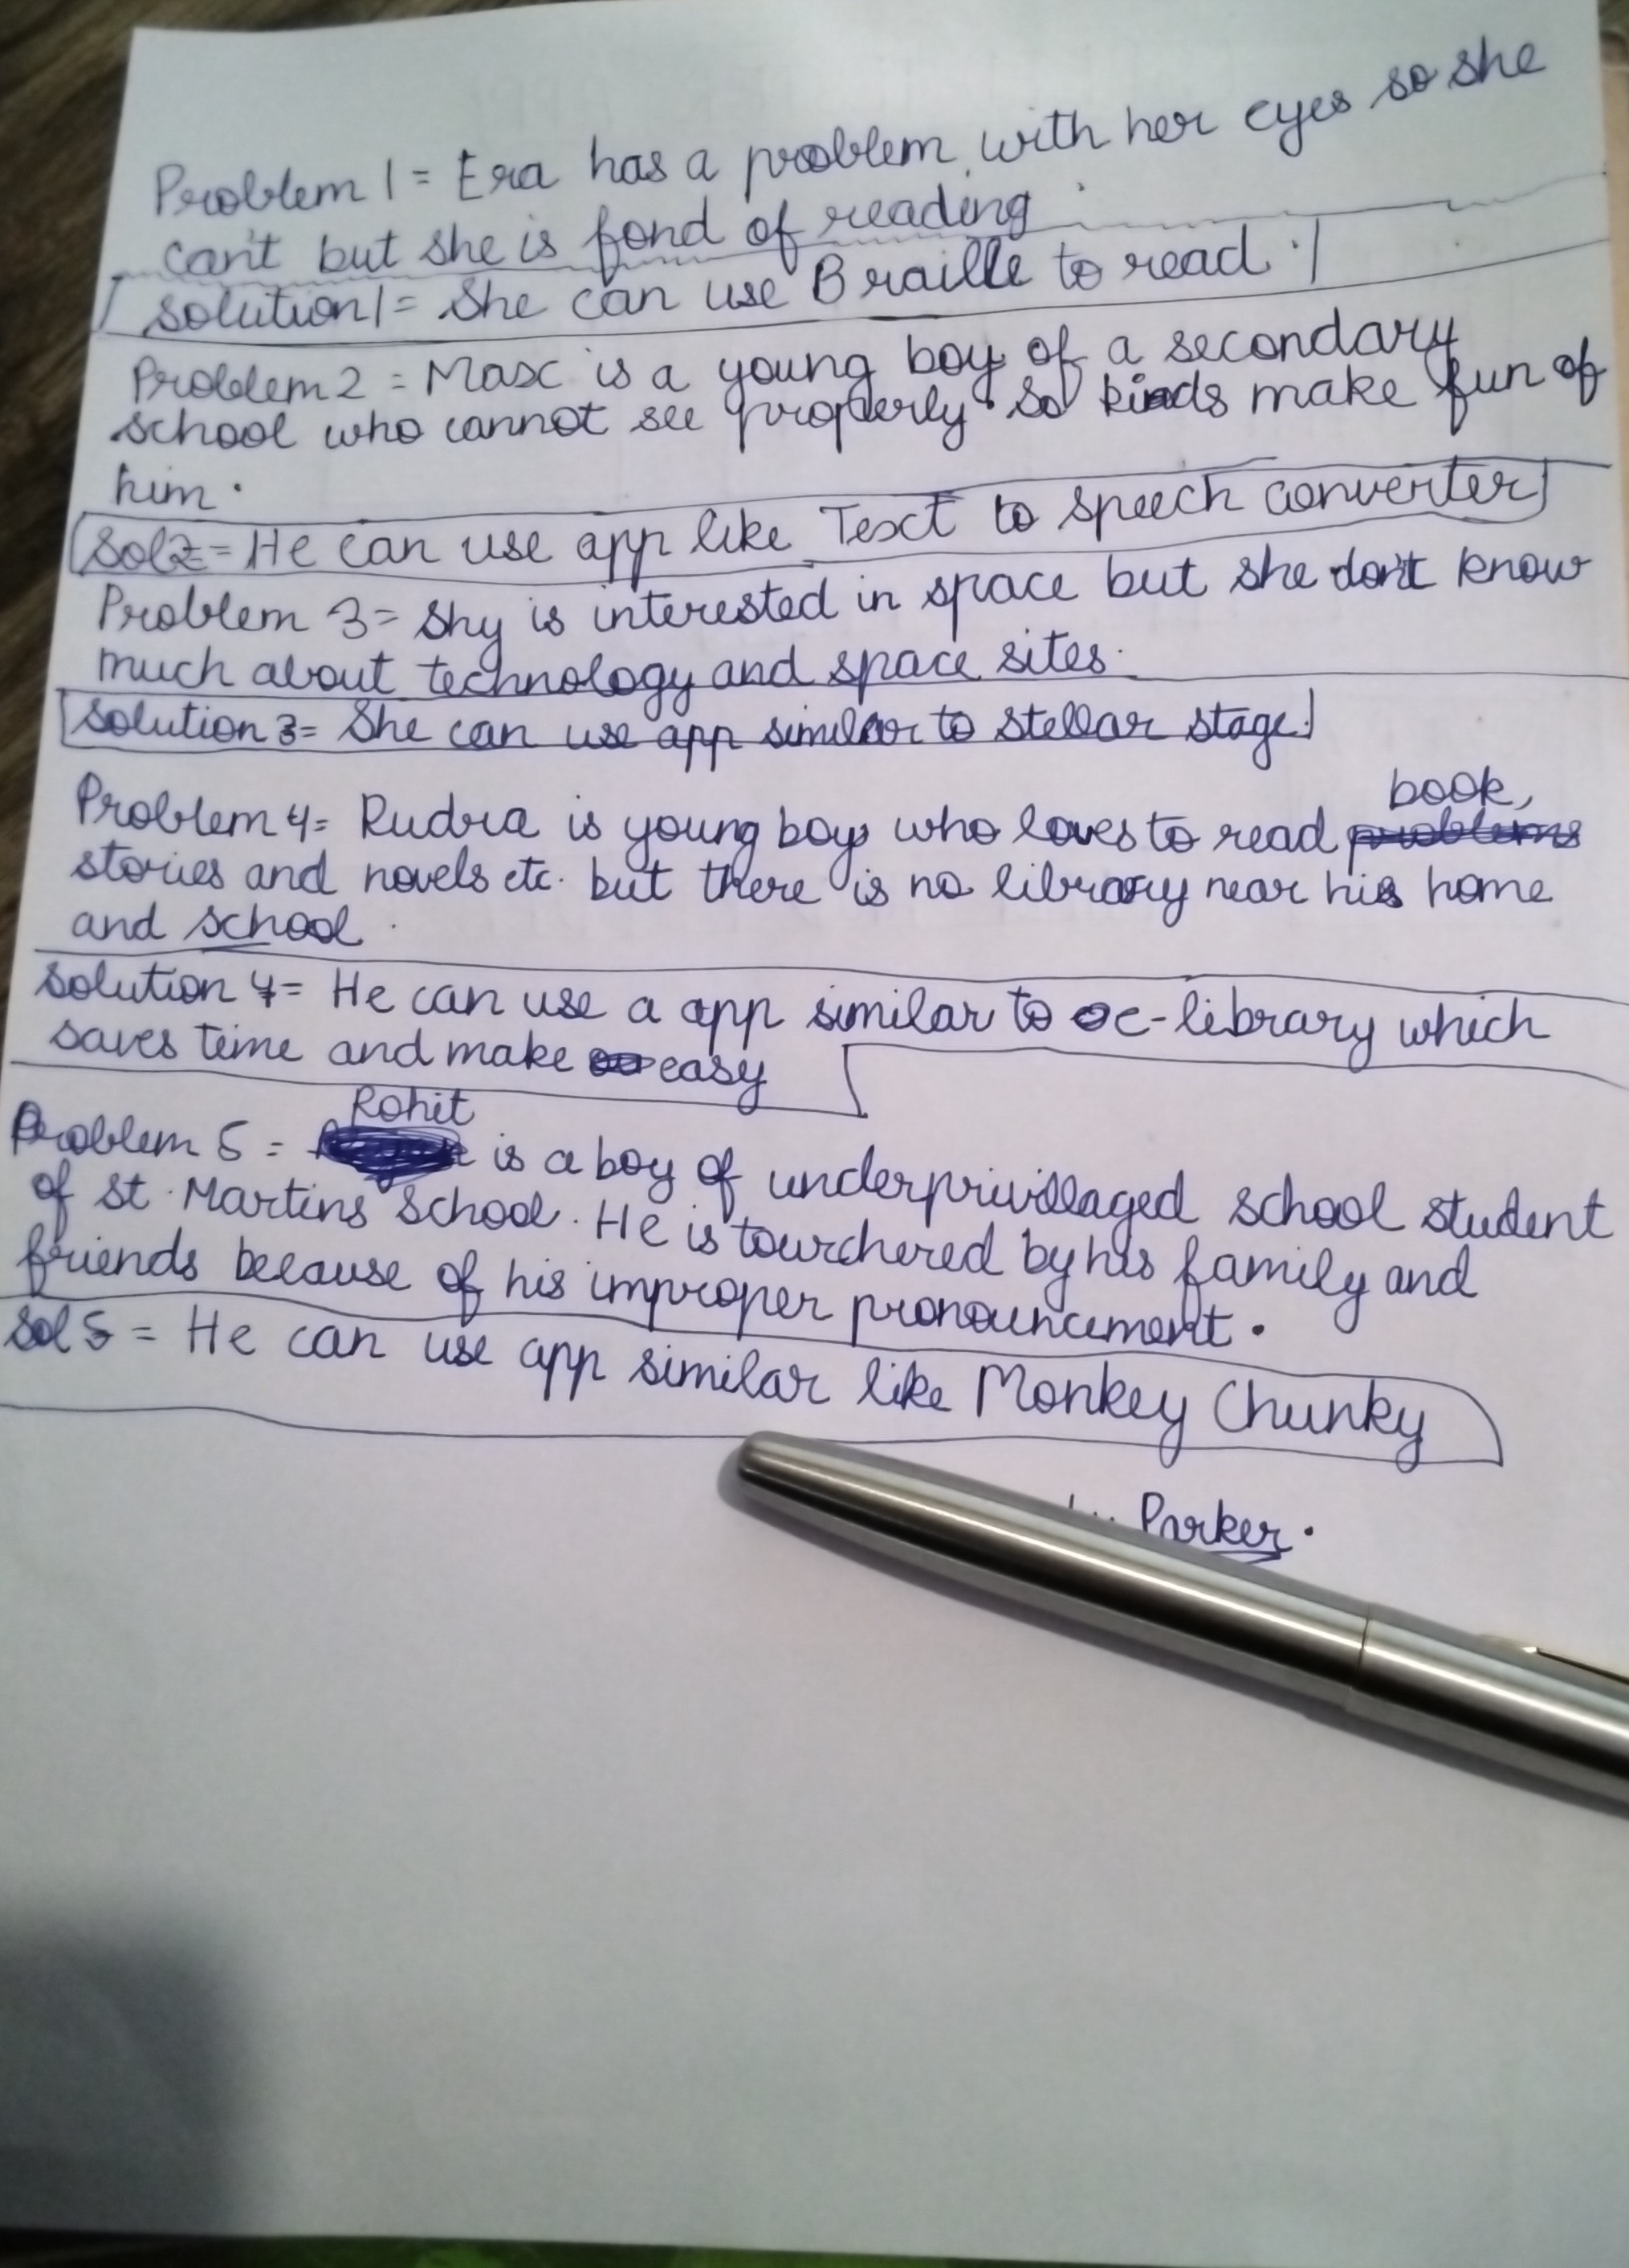 Problem 1 = Era has a problem with her eyes so she
can't but she is fond of reading
Solution 1 = She can use Braille to read.
Problem 2 = Max is a young boy of a secondary
school who cannot see properly. So kids make fun of
him.
Sol 2 = He can use app like Text to speech converter
Problem 3 = Shy is interested in space but she don't know
much about technology and space sites.
Solution 3 = She can use app similar to stellar stage.
Problem 4 = Rudra is young boy who loves to read book,
stories and novels etc. but there is no library near his home
and school.
Solution 4 = He can use a app similar to e-library which
saves time and make easy
Problem 5 = Rohit is a boy of underprivillaged school student
of St. Martins School. He is tourchered by his family and
friends because of his improper pronouncement.
Sol 5 = He can use app similar like Monkey Chunky
Parker.